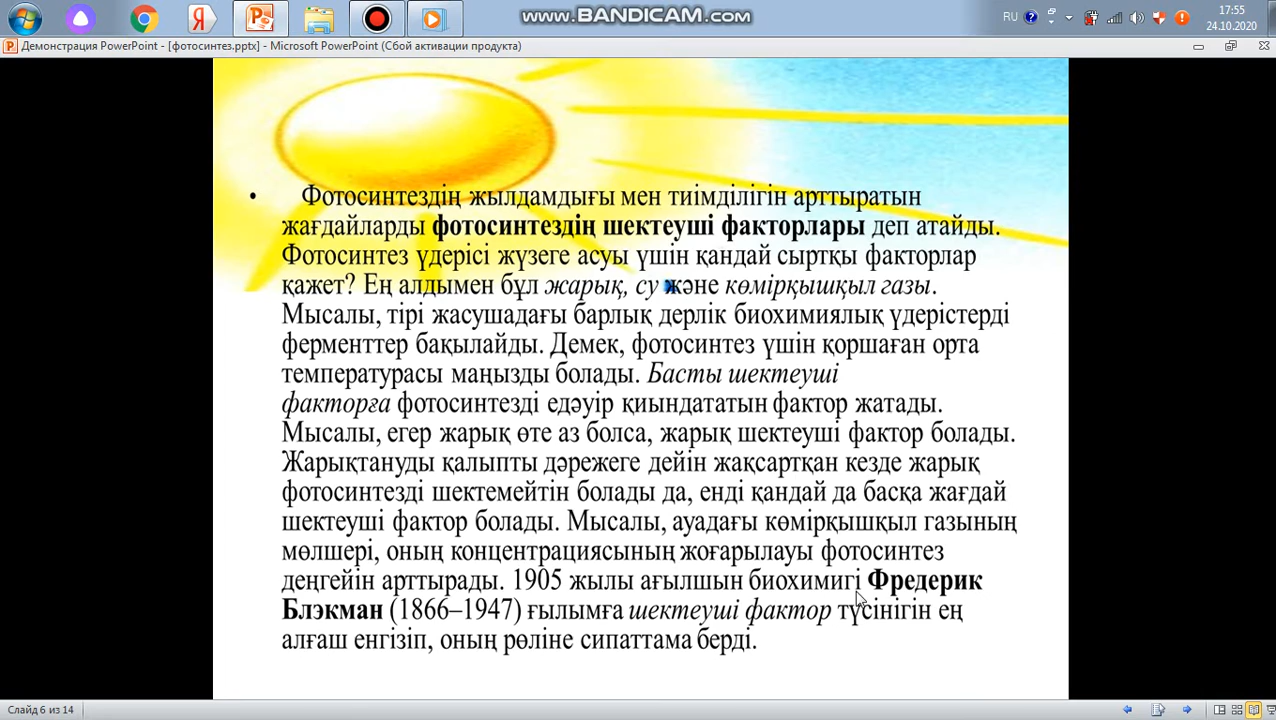 www.BANDICAM.com
RU
17:55
24.10.2020
Демонстрация PowerPoint - [фотосинтез.pptx] - Microsoft PowerPoint (Сбой активации продукта)
• Фотосинтездің жылдамдығы мен тиімділігін арттыратын
жағдайларды фотосинтездің шектеуші факторлары деп атайды.
Фотосинтез үдерісі жүзеге асуы үшін қандай сыртқы факторлар
қажет? Ең алдымен бұл жарық, су және көмірқышқыл газы.
Мысалы, тірі жасушадағы барлық дерлік биохимиялық үдерістерді
ферменттер бақылайды. Демек, фотосинтез үшін қоршаған орта
температурасы маңызды болады. Басты шектеуші
факторға фотосинтезді едәуір қиындататын фактор жатады.
Мысалы, егер жарық өте аз болса, жарық шектеуші фактор болады.
Жарықтануды қалыпты дәрежеге дейін жақсартқан кезде жарық
фотосинтезді шектемейтін болады да, енді қандай да басқа жағдай
шектеуші фактор болады. Мысалы, ауадағы көмірқышқыл газының
мөлшері, оның концентрациясының жоғарылауы фотосинтез
деңгейін арттырады. 1905 жылы ағылшын биохимигі Фредерик
Блэкман (1866–1947) ғылымға шектеуші фактор түсінігін ең
алғаш енгізіп, оның рөліне сипаттама берді.
Слайд 6 из 14